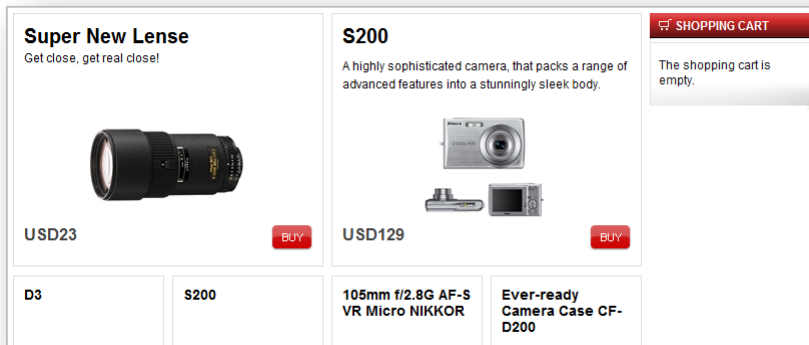 Super New Lense
Get close, get real close!
USD23
BUY
S200
A highly sophisticated camera, that packs a range of
advanced features into a stunningly sleek body.
Nikon
COOLPIX
USD129
BUY
SHOPPING CART
The shopping cart is
empty.
D3
S200
105mm f/2.8G AF-S
VR Micro NIKKOR
Ever-ready
Camera Case CF-
D200